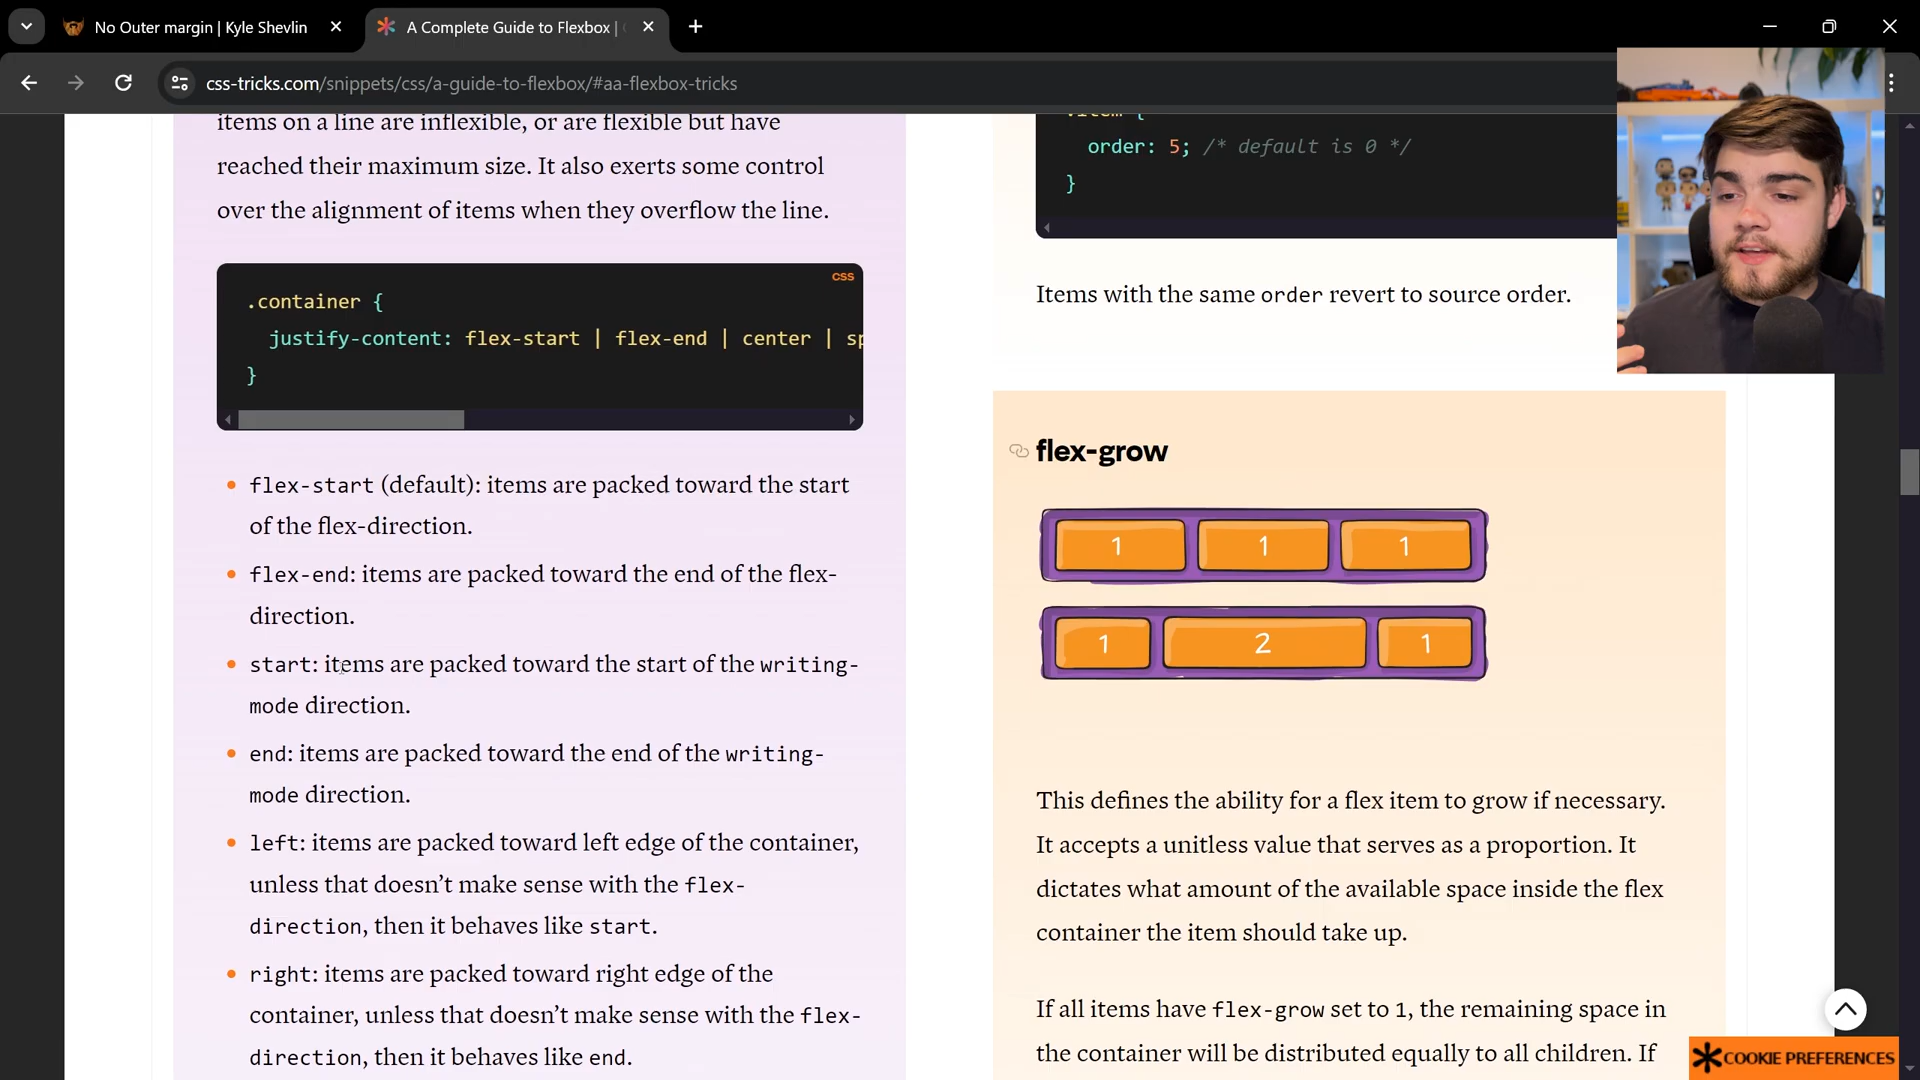 No Outer margin | Kyle Shevlin
A Complete Guide to Flexbox |
css-tricks.com/snippets/css/a-guide-to-flexbox/#aa-flexbox-tricks
items on a line are inflexible, or are flexible but have
reached their maximum size. It also exerts some control
over the alignment of items when they overflow the line.
CSS
.container {
justify-content: flex-start | flex-end | center | sp
}
flex-start (default): items are packed toward the start
of the flex-direction.
flex-end: items are packed toward the end of the flex-
direction.
start: items are packed toward the start of the writing-
mode direction.
end: items are packed toward the end of the writing-
mode direction.
left: items are packed toward left edge of the container,
unless that doesn’t make sense with the flex-
direction, then it behaves like start.
right: items are packed toward right edge of the
container, unless that doesn’t make sense with the flex-
direction, then it behaves like end.
.item {
order: 5; /* default is 0 */
}
Items with the same order revert to source order.
flex-grow
1 1 1
1 2 1
This defines the ability for a flex item to grow if necessary.
It accepts a unitless value that serves as a proportion. It
dictates what amount of the available space inside the flex
container the item should take up.
If all items have flex-grow set to 1, the remaining space in
the container will be distributed equally to all children. If
COOKIE PREFERENCES